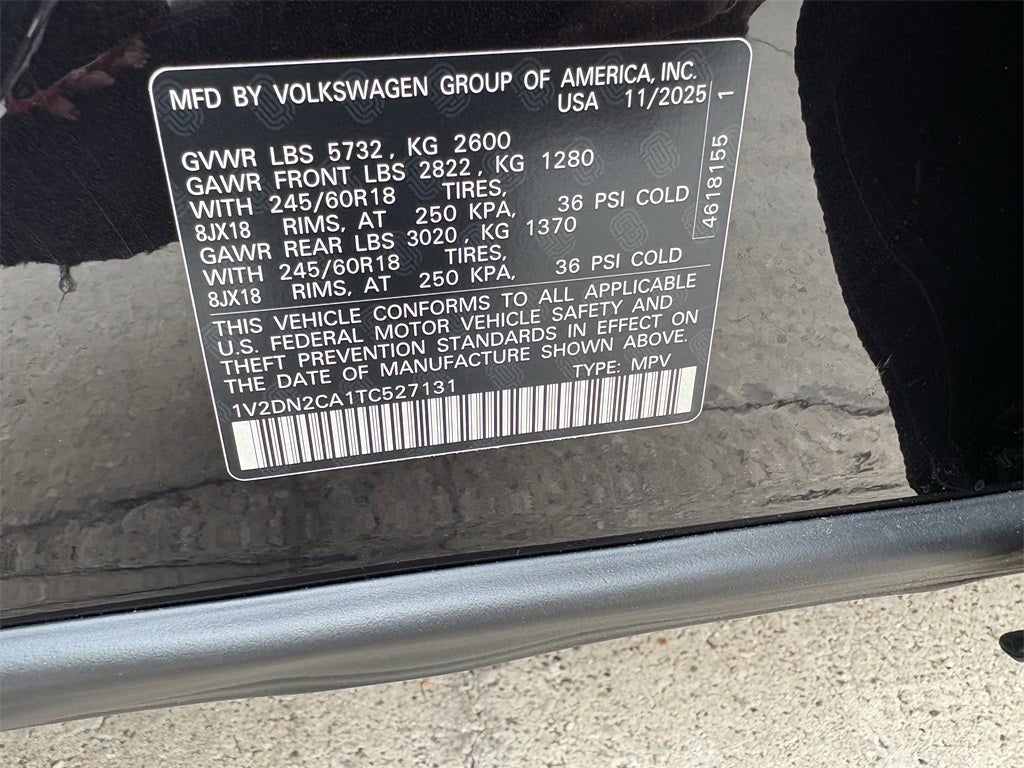 MFD BY VOLKSWAGEN GROUP OF AMERICA, INC.
USA 11/2025
GVWR LBS 5732, KG 2600
GAWR FRONT LBS 2822, KG 1280
WITH 245/60R18 TIRES,
8JX18 RIMS, AT 250 KPA, 36 PSI COLD
GAWR REAR LBS 3020, KG 1370
WITH 245/60R18 TIRES,
8JX18 RIMS, AT 250 KPA, 36 PSI COLD
THIS VEHICLE CONFORMS TO ALL APPLICABLE
U.S. FEDERAL MOTOR VEHICLE SAFETY AND
THEFT PREVENTION STANDARDS IN EFFECT ON
THE DATE OF MANUFACTURE SHOWN ABOVE.
1V2DN2CA1TC527131 TYPE: MPV
4618155 1